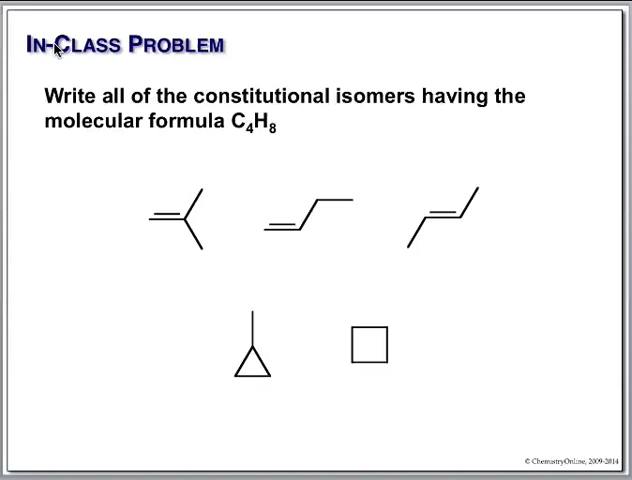 IN-CLASS PROBLEM
Write all of the constitutional isomers having the
molecular formula C₄H₈
© ChemistryOnline, 2009-2014